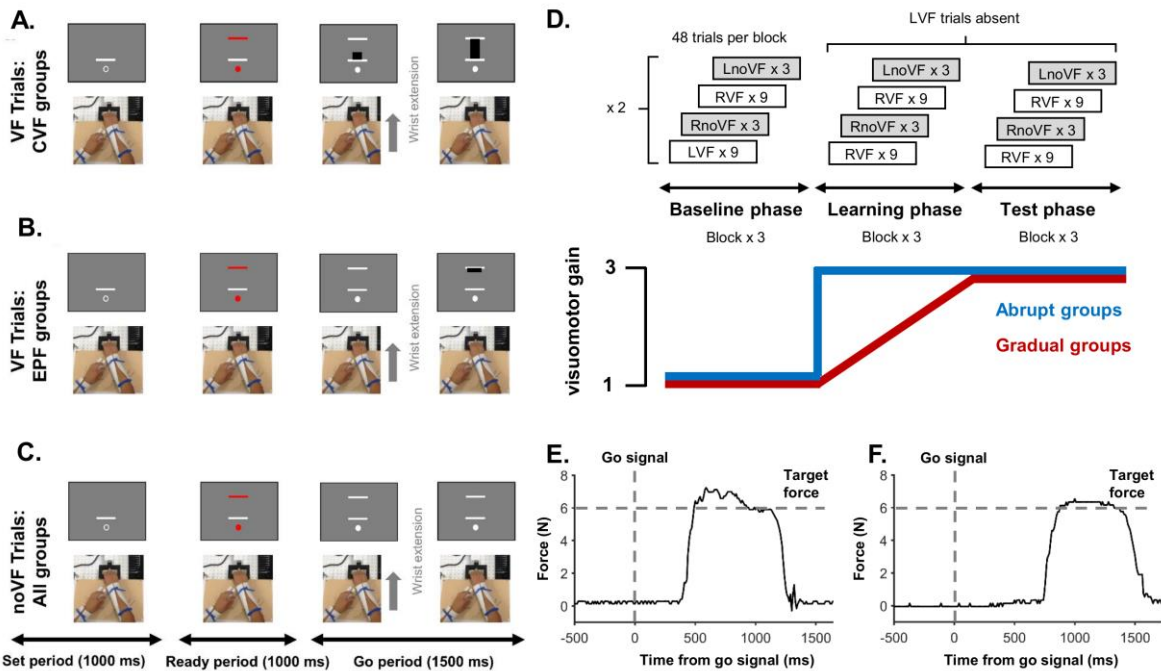 A.
VF Trials:
CVF groups
Wrist extension
B.
VF Trials:
EPF groups
Wrist extension
C.
noVF Trials:
All groups
Wrist extension
Set period (1000 ms)
Ready period (1000 ms)
Go period (1500 ms)
D.
LVF trials absent
48 trials per block
x 2
LnoVF x 3
RVF x 9
RnoVF x 3
LVF x 9
LnoVF x 3
RVF x 9
RnoVF x 3
RVF x 9
LnoVF x 3
RVF x 9
RnoVF x 3
RVF x 9
Baseline phase
Learning phase
Test phase
Block x 3
Block x 3
Block x 3
visuomotor gain
3
1
Abrupt groups
Gradual groups
E.
Go signal
Target
force
Force (N)
8
6
4
2
0
-500 0 500 1000 1500
Time from go signal (ms)
F.
Go signal
Target
force
Force (N)
8
6
4
2
0
-500 0 500 1000 1500
Time from go signal (ms)